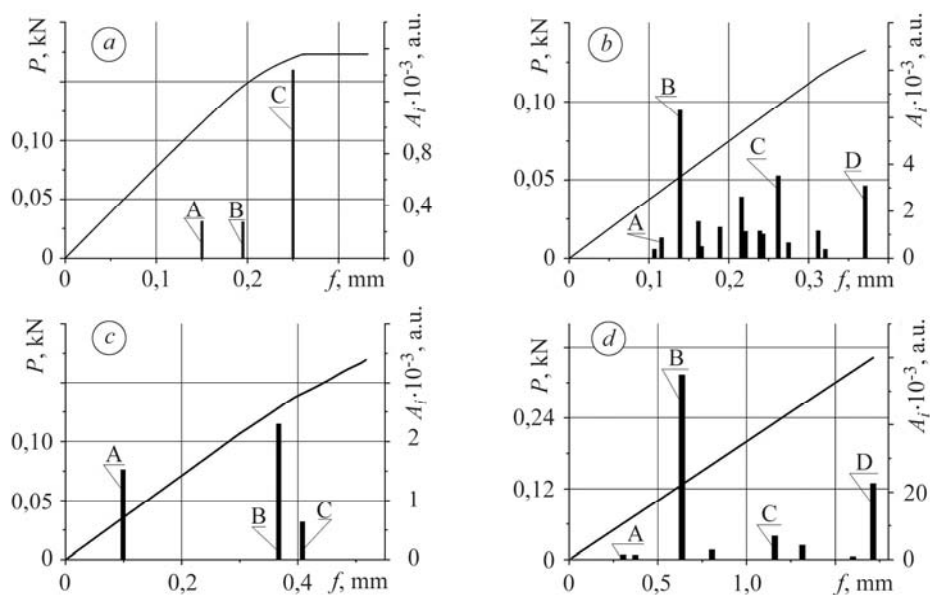 a
P, kN
0,10
0,05
0
A
B
C
A_i·10⁻³, a.u.
0,8
0,4
0
0
0,1
0,2
f, mm
b
P, kN
0,10
0,05
0
A
B
C
D
A_i·10⁻³, a.u.
4
2
0
0,1
0,2
0,3
f, mm
c
P, kN
0,10
0,05
0
A
B
C
A_i·10⁻³, a.u.
2
1
0
0
0,2
0,4
f, mm
d
P, kN
0,24
0,12
0
A
B
C
D
A_i·10⁻³, a.u.
20
0
0
0,5
1,0
f, mm